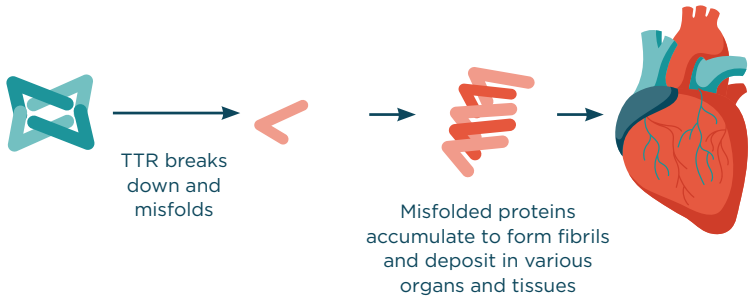 TTR breaks
down and
misfolds
Misfolded proteins
accumulate to form fibrils
and deposit in various
organs and tissues